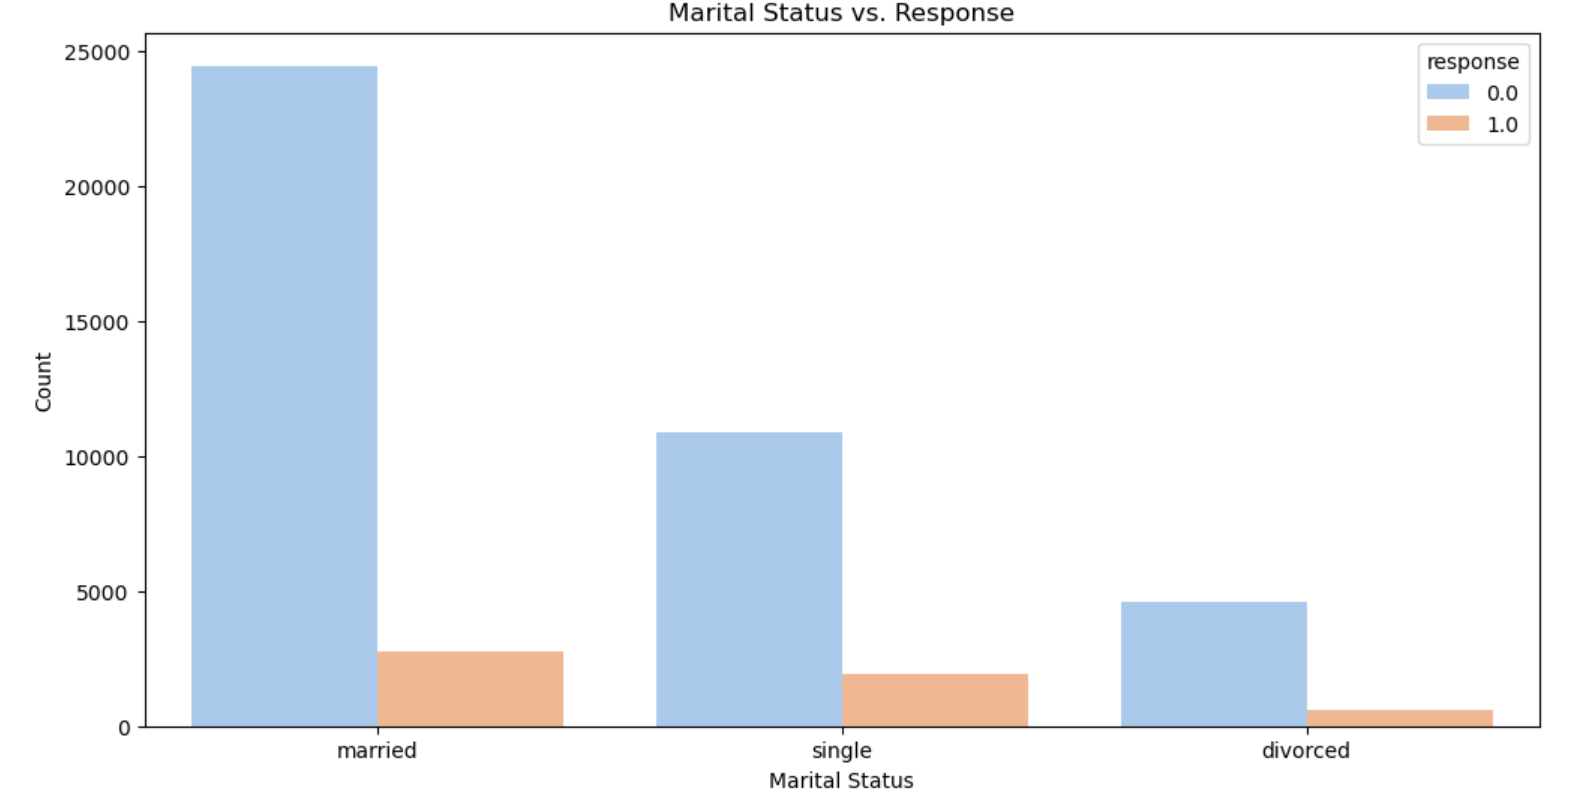 Marital Status vs. Response
25000
20000
15000
10000
5000
0
Count
response
0.0
1.0
married
single
divorced
Marital Status